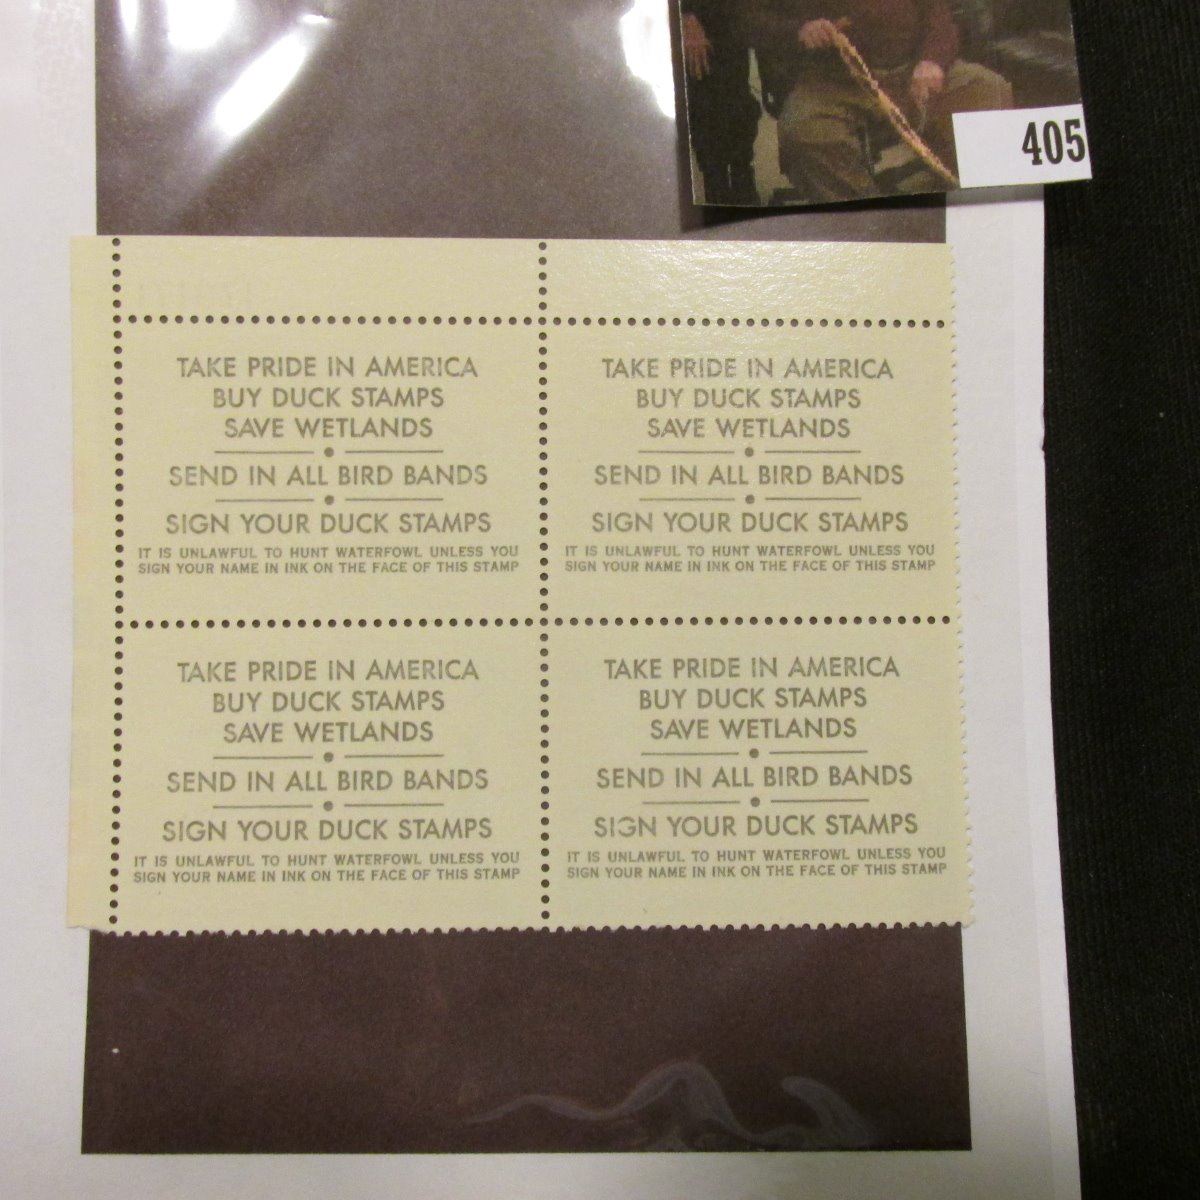 405
TAKE PRIDE IN AMERICA
BUY DUCK STAMPS
SAVE WETLANDS
SEND IN ALL BIRD BANDS
SIGN YOUR DUCK STAMPS
IT IS UNLAWFUL TO HUNT WATERFOWL UNLESS YOU
SIGN YOUR NAME IN INK ON THE FACE OF THIS STAMP
TAKE PRIDE IN AMERICA
BUY DUCK STAMPS
SAVE WETLANDS
SEND IN ALL BIRD BANDS
SIGN YOUR DUCK STAMPS
IT IS UNLAWFUL TO HUNT WATERFOWL UNLESS YOU
SIGN YOUR NAME IN INK ON THE FACE OF THIS STAMP
TAKE PRIDE IN AMERICA
BUY DUCK STAMPS
SAVE WETLANDS
SEND IN ALL BIRD BANDS
SIGN YOUR DUCK STAMPS
IT IS UNLAWFUL TO HUNT WATERFOWL UNLESS YOU
SIGN YOUR NAME IN INK ON THE FACE OF THIS STAMP
TAKE PRIDE IN AMERICA
BUY DUCK STAMPS
SAVE WETLANDS
SEND IN ALL BIRD BANDS
SIGN YOUR DUCK STAMPS
IT IS UNLAWFUL TO HUNT WATERFOWL UNLESS YOU
SIGN YOUR NAME IN INK ON THE FACE OF THIS STAMP